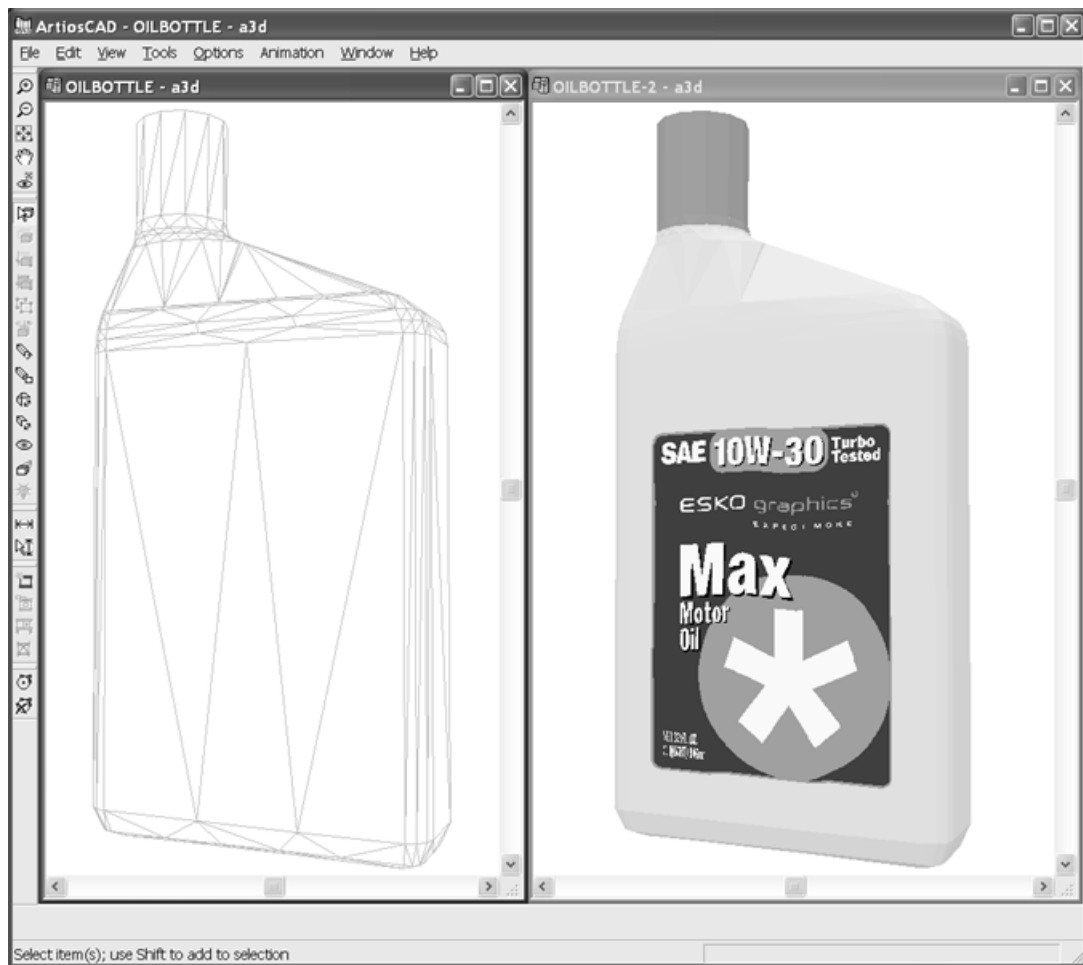 ArtiosCAD - OILBOTTLE - a3d
File Edit View Tools Options Animation Window Help
OILBOTTLE - a3d
OILBOTTLE-2 - a3d
SAE 10W-30 Turbo Tested
ESKO graphics
Max
Motor
Oil
Select item(s); use Shift to add to selection